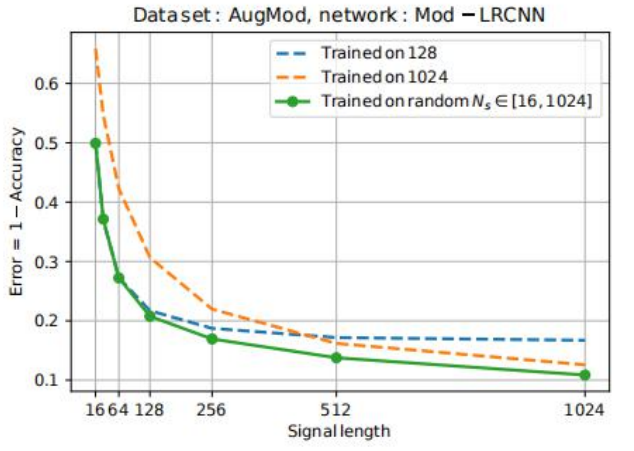 Dataset : AugMod, network : Mod − LRCNN
Trained on 128
Trained on 1024
Trained on random Nₛ ∈ [16, 1024]
Error = 1 − Accuracy
0.6
0.5
0.4
0.3
0.2
0.1
16 64 128 256 512 1024
Signal length